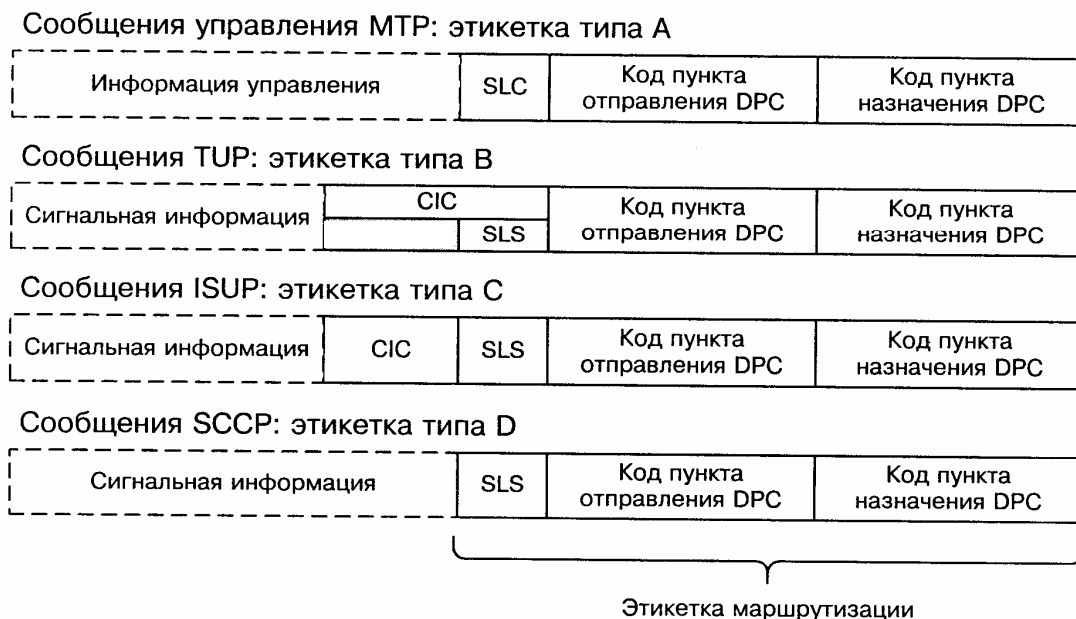 Сообщения управления MTP: этикетка типа A
Информация управления
SLC
Код пункта
отправления DPC
Код пункта
назначения DPC
Сообщения TUP: этикетка типа B
Сигнальная информация
CIC
SLS
Код пункта
отправления DPC
Код пункта
назначения DPC
Сообщения ISUP: этикетка типа C
Сигнальная информация
CIC
SLS
Код пункта
отправления DPC
Код пункта
назначения DPC
Сообщения SCCP: этикетка типа D
Сигнальная информация
SLS
Код пункта
отправления DPC
Код пункта
назначения DPC
Этикетка маршрутизации